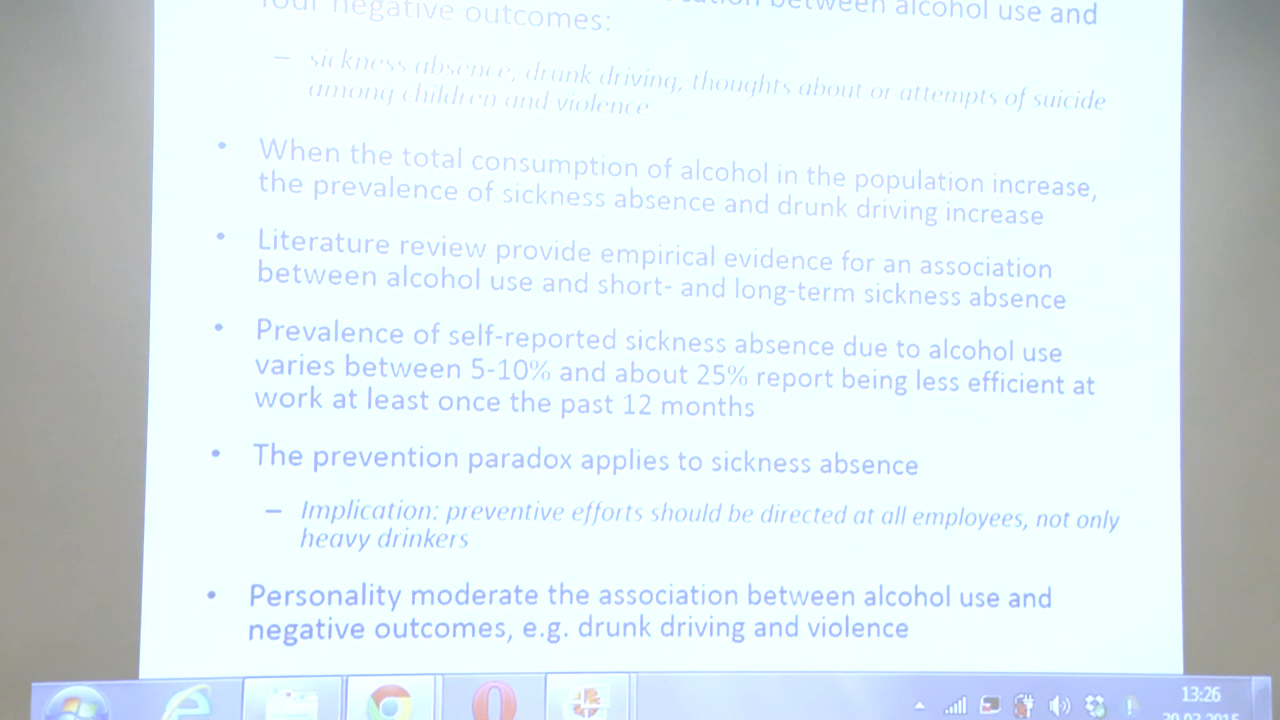 between alcohol use and
four negative outcomes:
– sickness absence, drunk driving, thoughts about or attempts of suicide
among children and violence
• When the total consumption of alcohol in the population increase,
the prevalence of sickness absence and drunk driving increase
• Literature review provide empirical evidence for an association
between alcohol use and short- and long-term sickness absence
• Prevalence of self-reported sickness absence due to alcohol use
varies between 5-10% and about 25% report being less efficient at
work at least once the past 12 months
• The prevention paradox applies to sickness absence
– Implication: preventive efforts should be directed at all employees, not only
heavy drinkers
• Personality moderate the association between alcohol use and
negative outcomes, e.g. drunk driving and violence
13:26